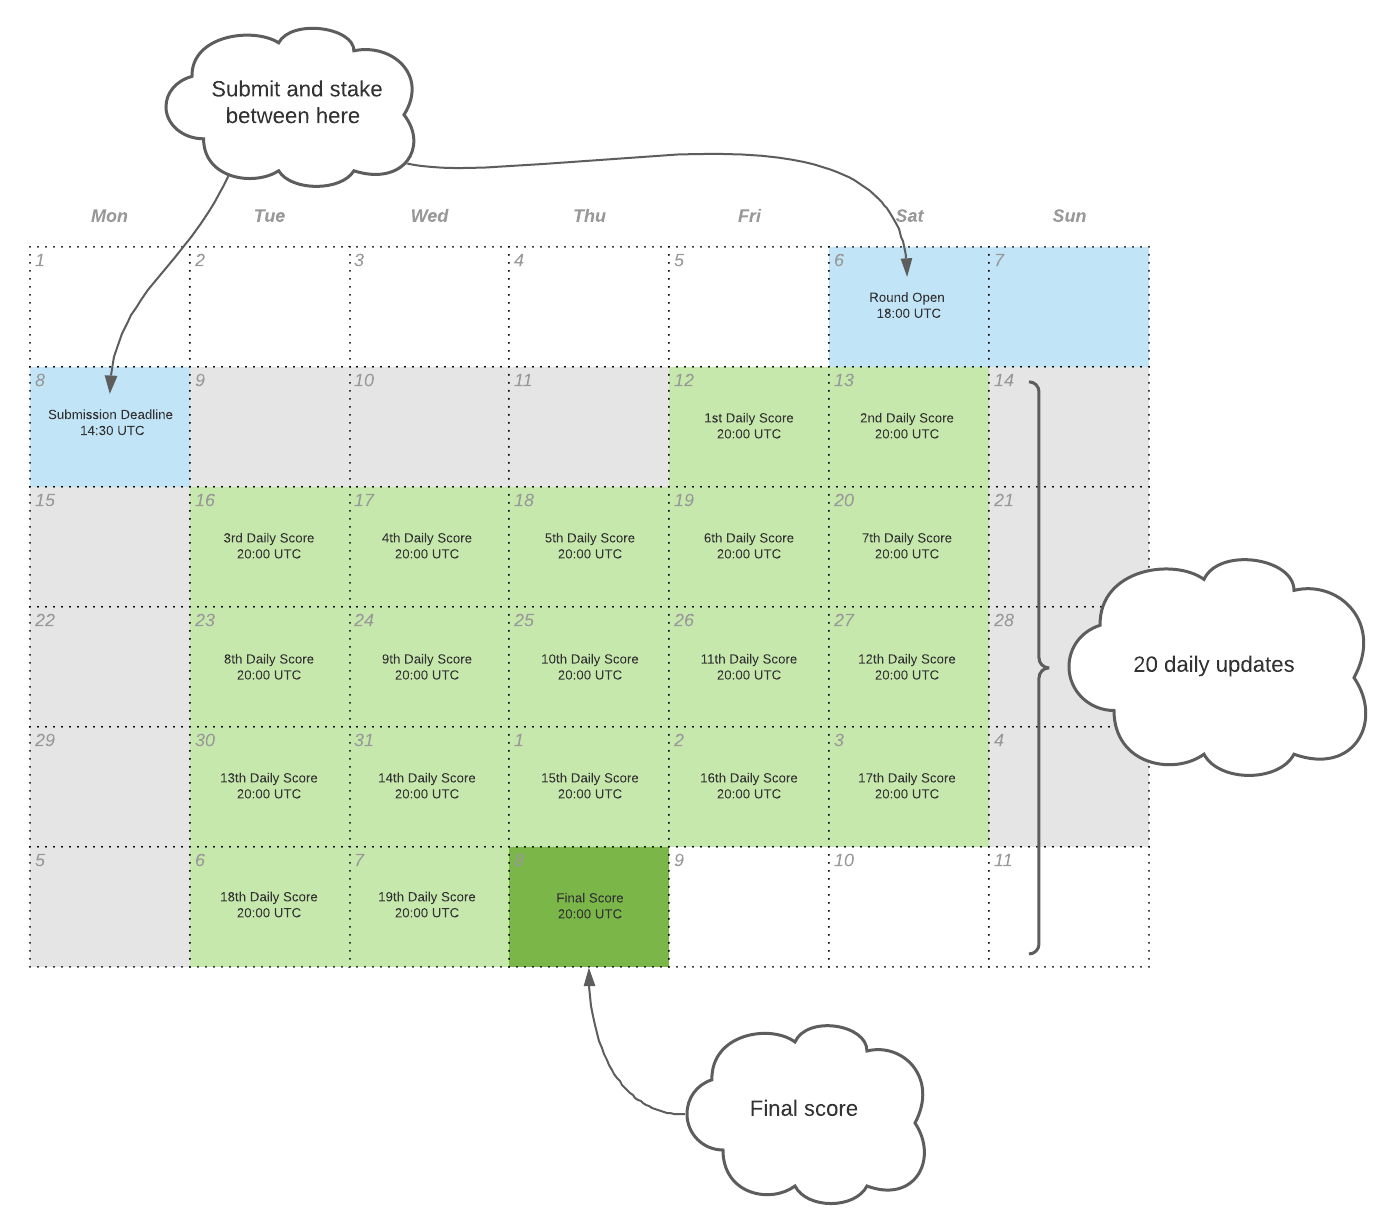 Submit and stake
between here
Mon
Tue
Wed
Thu
Fri
Sat
Sun
1
2
3
4
5
6
Round Open
18:00 UTC
7
8
Submission Deadline
14:30 UTC
9
10
11
12
1st Daily Score
20:00 UTC
13
2nd Daily Score
20:00 UTC
14
15
16
3rd Daily Score
20:00 UTC
17
4th Daily Score
20:00 UTC
18
5th Daily Score
20:00 UTC
19
6th Daily Score
20:00 UTC
20
7th Daily Score
20:00 UTC
21
22
23
8th Daily Score
20:00 UTC
24
9th Daily Score
20:00 UTC
25
10th Daily Score
20:00 UTC
26
11th Daily Score
20:00 UTC
27
12th Daily Score
20:00 UTC
28
20 daily updates
29
30
13th Daily Score
20:00 UTC
31
14th Daily Score
20:00 UTC
1
15th Daily Score
20:00 UTC
2
16th Daily Score
20:00 UTC
3
17th Daily Score
20:00 UTC
4
5
6
18th Daily Score
20:00 UTC
7
19th Daily Score
20:00 UTC
8
Final Score
20:00 UTC
9
10
11
Final score